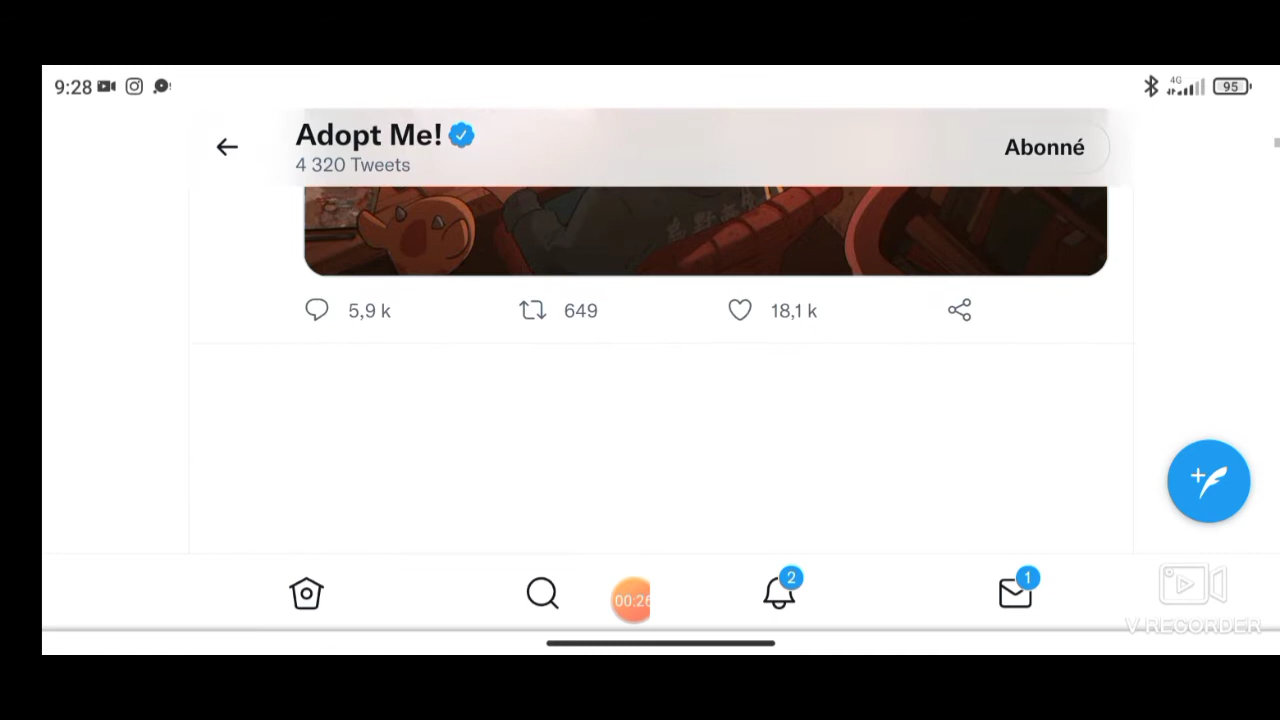 9:28
4G
95
Adopt Me!
4 320 Tweets
Abonné
5,9 k
649
18,1 k
2
1
00:26
V RECORDER